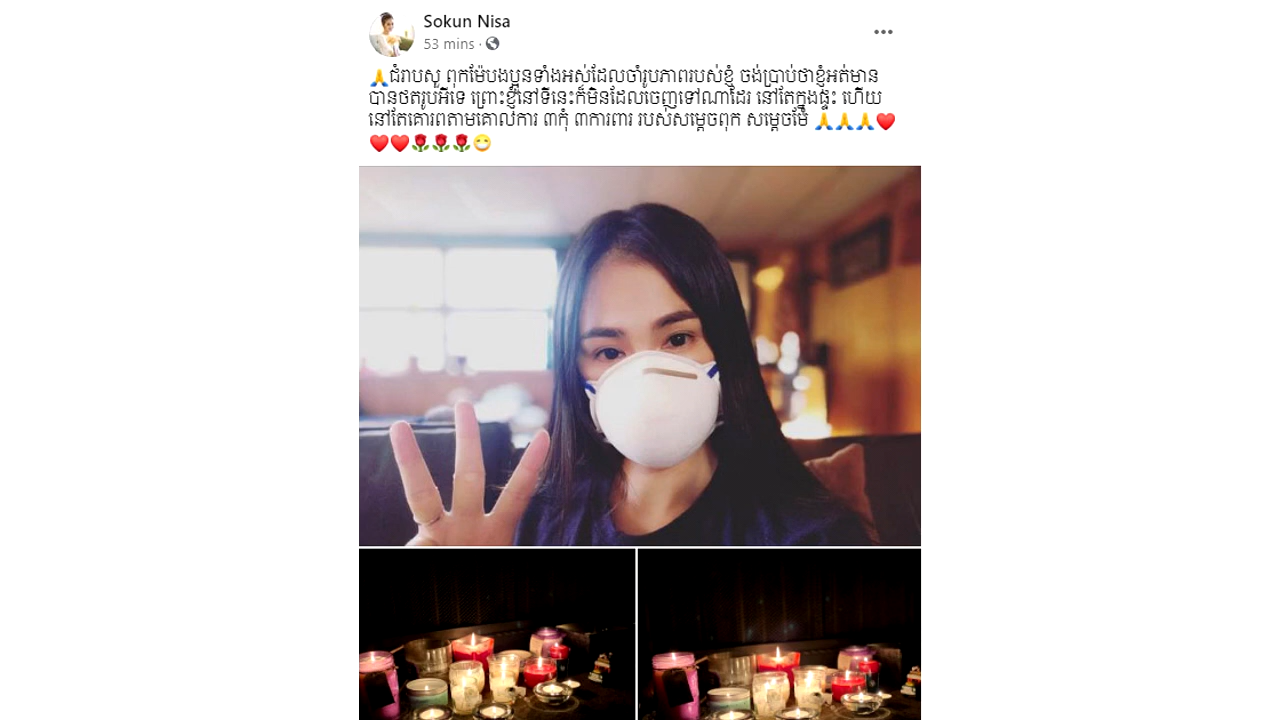 Sokun Nisa
53 mins ·
🙏ជំរាបសួ ពុកម៉ែបងប្អូនទាំងអស់ដែលចាំរូបភាពរបស់ខ្ញុំ ចង់ប្រាប់ថាខ្ញុំអត់មាន
បានថតរូបអីទេ ព្រោះខ្ញុំនៅទីនេះក៏មិនដែលចេញទៅណាដែរ នៅតែក្នុងផ្ទះ ហើយ
នៅតែគោរពតាមគោលការ ៣កុំ ៣ការពារ របស់សម្ដេចពុក សម្ដេចម៉ែ 🙏🙏🙏❤️
❤️❤️🌹🌹🌹😷